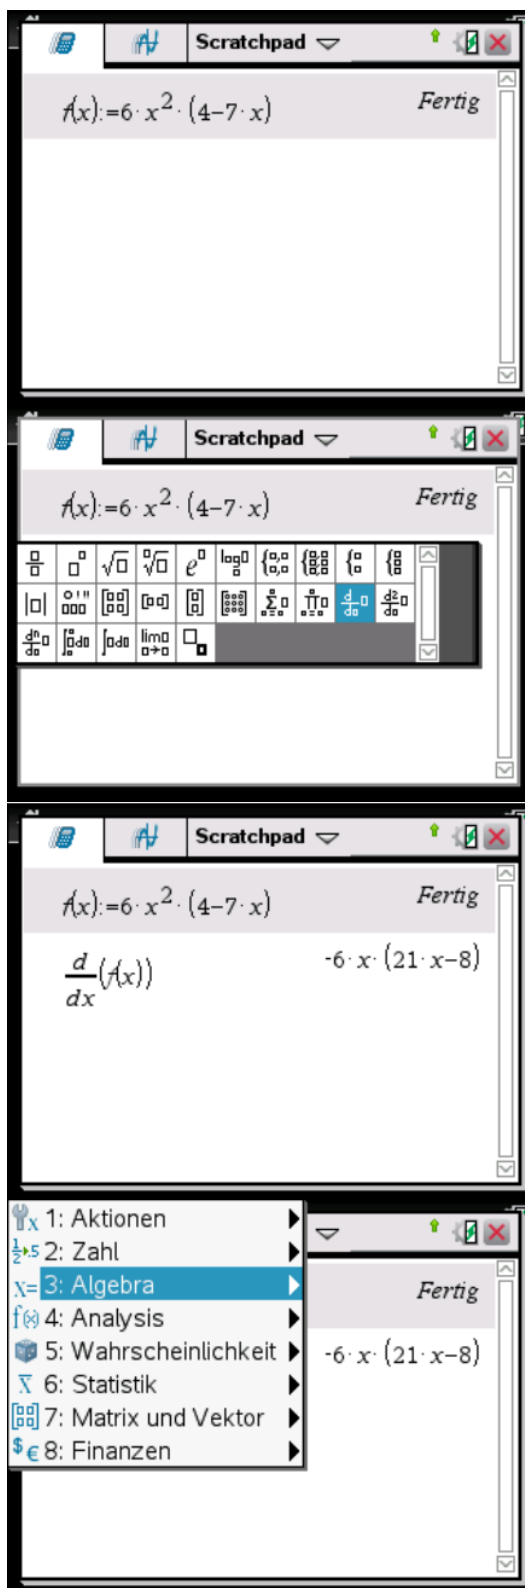 Scratchpad
f(x):=6·x²·(4−7·x) Fertig
Scratchpad
f(x):=6·x²·(4−7·x) Fertig
Scratchpad
f(x):=6·x²·(4−7·x) Fertig
d/dx(f(x)) -6·x·(21·x−8)
1: Aktionen
2: Zahl
3: Algebra
4: Analysis
5: Wahrscheinlichkeit
6: Statistik
7: Matrix und Vektor
8: Finanzen
Fertig
-6·x·(21·x−8)